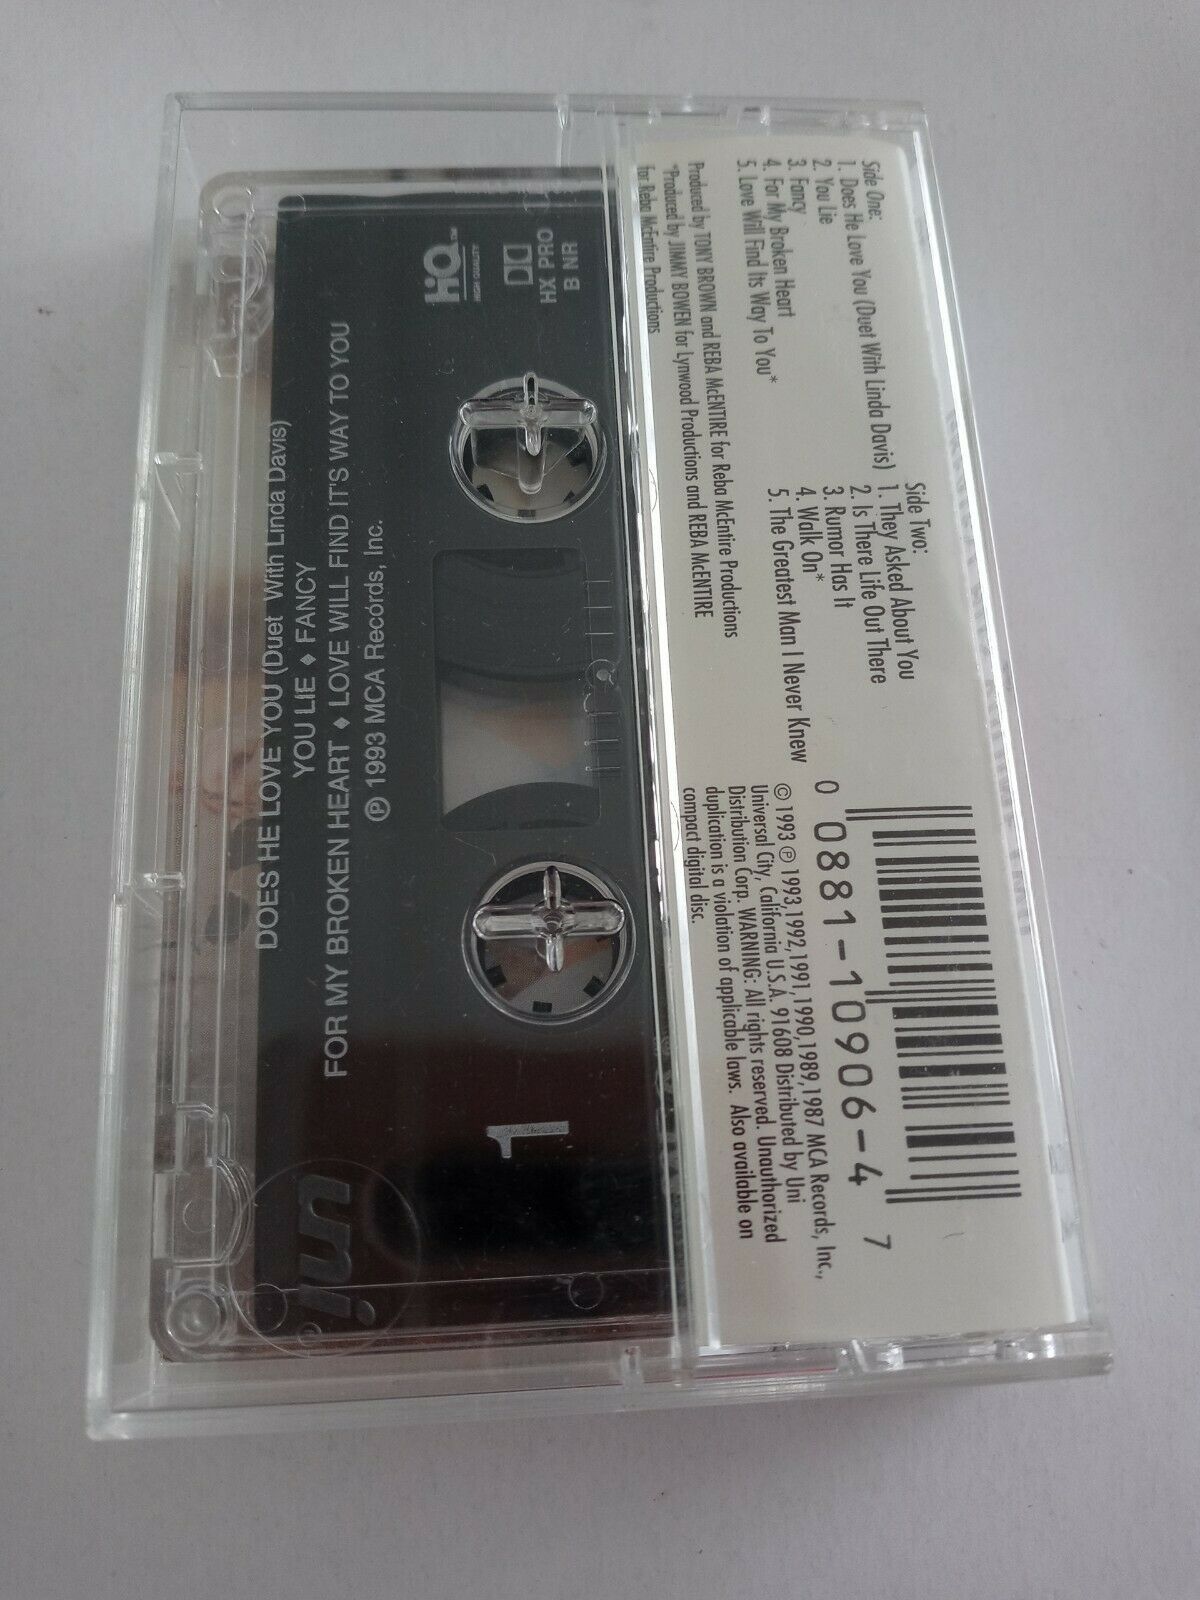 Side One:
1. Does He Love You (Duet With Linda Davis)
2. You Lie
3. Fancy
4. For My Broken Heart
5. Love Will Find Its Way To You*
Side Two:
1. They Asked About You
2. Is There Life Out There
3. Rumor Has It
4. Walk On*
5. The Greatest Man I Never Knew
Produced by TONY BROWN and REBA McENTIRE for Reba McEntire Productions
*Produced by JIMMY BOWEN for Lynwood Productions and REBA McENTIRE
for Reba McEntire Productions
0 0881-10906-4 7
© 1993 ℗ 1993,1992,1991,1990,1989,1987 MCA Records, Inc.,
Universal City, California U.S.A. 91608 Distributed by Uni
Distribution Corp. WARNING: All rights reserved. Unauthorized
duplication is a violation of applicable laws. Also available on
compact digital disc.
HX PRO
B NR
HIGH QUALITY
HiQ™
1
℗ 1993 MCA Records, Inc.
FOR MY BROKEN HEART ♦ LOVE WILL FIND IT'S WAY TO YOU
YOU LIE ♦ FANCY
DOES HE LOVE YOU (Duet With Linda Davis)
uni®